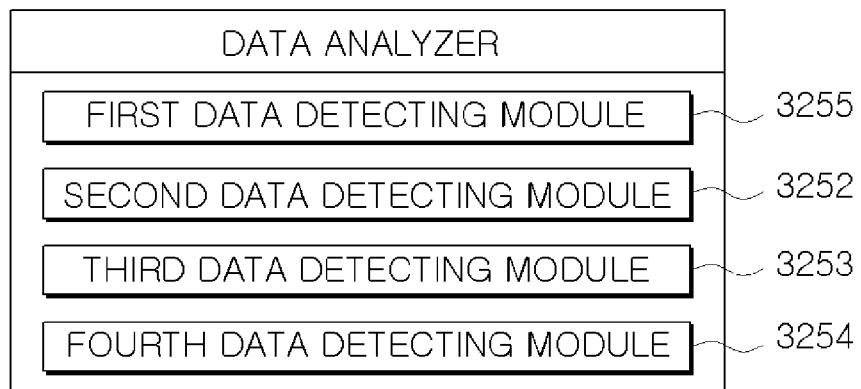 DATA ANALYZER
FIRST DATA DETECTING MODULE 3255
SECOND DATA DETECTING MODULE 3252
THIRD DATA DETECTING MODULE 3253
FOURTH DATA DETECTING MODULE 3254